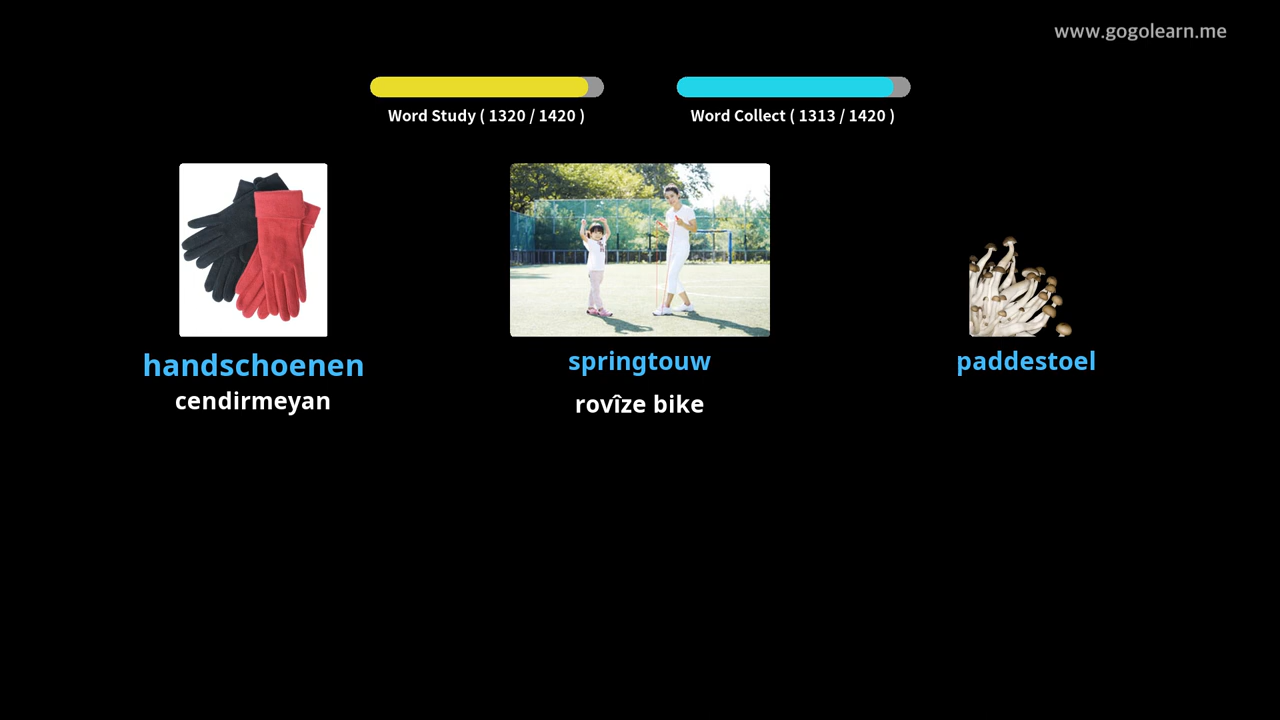 www.gogolearn.me
Word Study ( 1320 / 1420 )
Word Collect ( 1313 / 1420 )
handschoenen
cendirmeyan
springtouw
rovîze bike
paddestoel